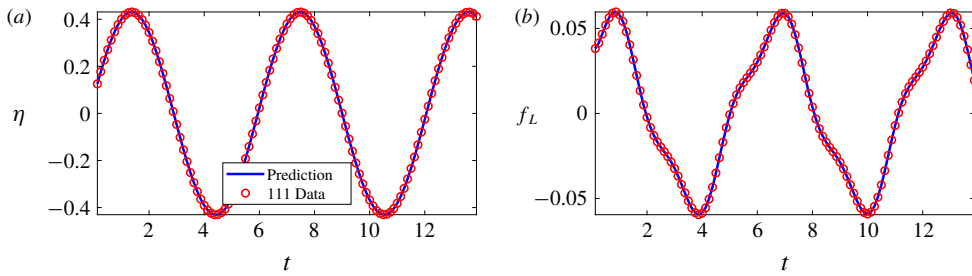 (a)
0.4
0.2
η
0
−0.2
−0.4
Prediction
111 Data
2 4 6 8 10 12
t
(b)
0.05
f_L
0
−0.05
2 4 6 8 10 12
t